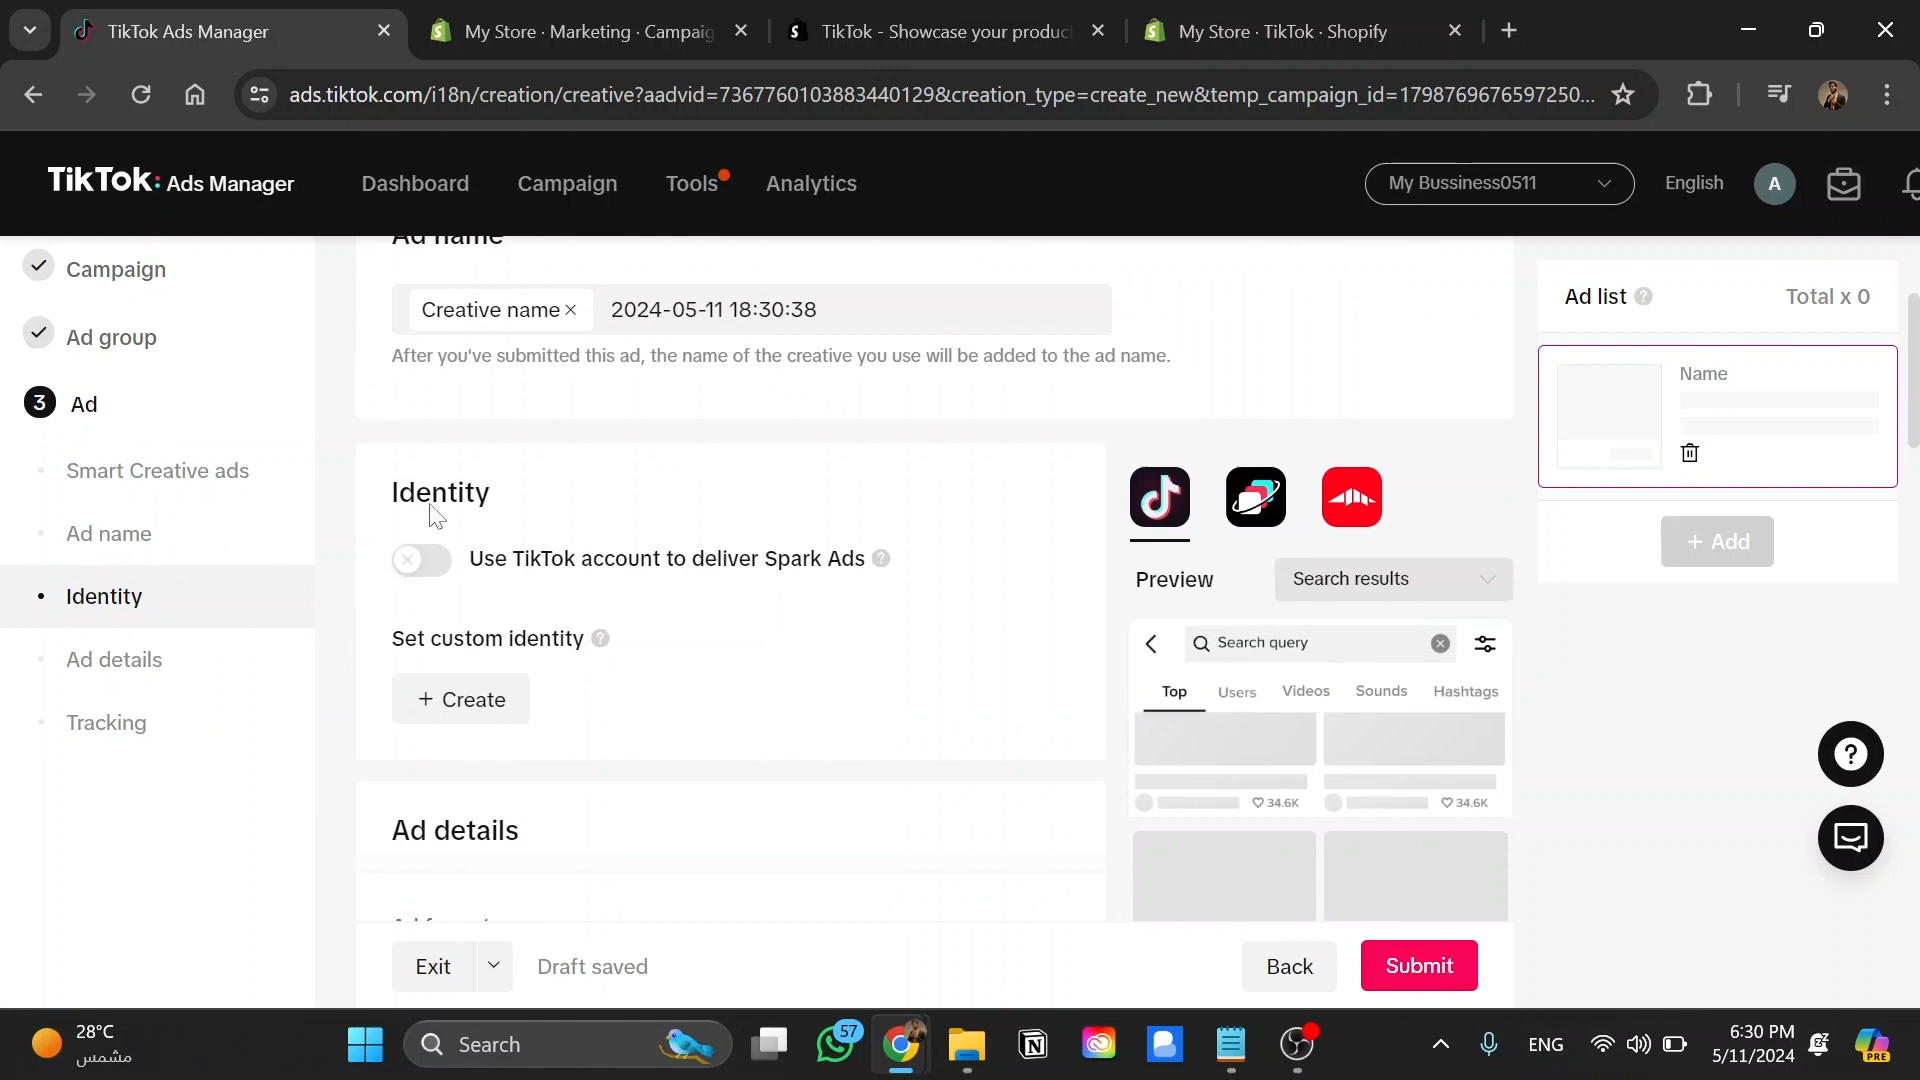 TikTok Ads Manager
My Store · Marketing · Campaig
TikTok - Showcase your produc
My Store · TikTok · Shopify
ads.tiktok.com/i18n/creation/creative?aadvid=7367760103883440129&creation_type=create_new&temp_campaign_id=1798769676597250...
TikTok: Ads Manager
Dashboard
Campaign
Tools
Analytics
My Bussiness0511
English
A
Campaign
Ad group
3 Ad
Smart Creative ads
Ad name
Identity
Ad details
Tracking
Ad name
Creative name × 2024-05-11 18:30:38
After you've submitted this ad, the name of the creative you use will be added to the ad name.
Identity
Use TikTok account to deliver Spark Ads ?
Set custom identity ?
+ Create
Ad details
Preview
Search results
Search query
Top
Users
Videos
Sounds
Hashtags
34.6K
34.6K
Ad list ?
Total x 0
Name
+ Add
?
Exit
Draft saved
Back
Submit
28°C
مشمس
Search
57
ENG
6:30 PM
5/11/2024
PRE